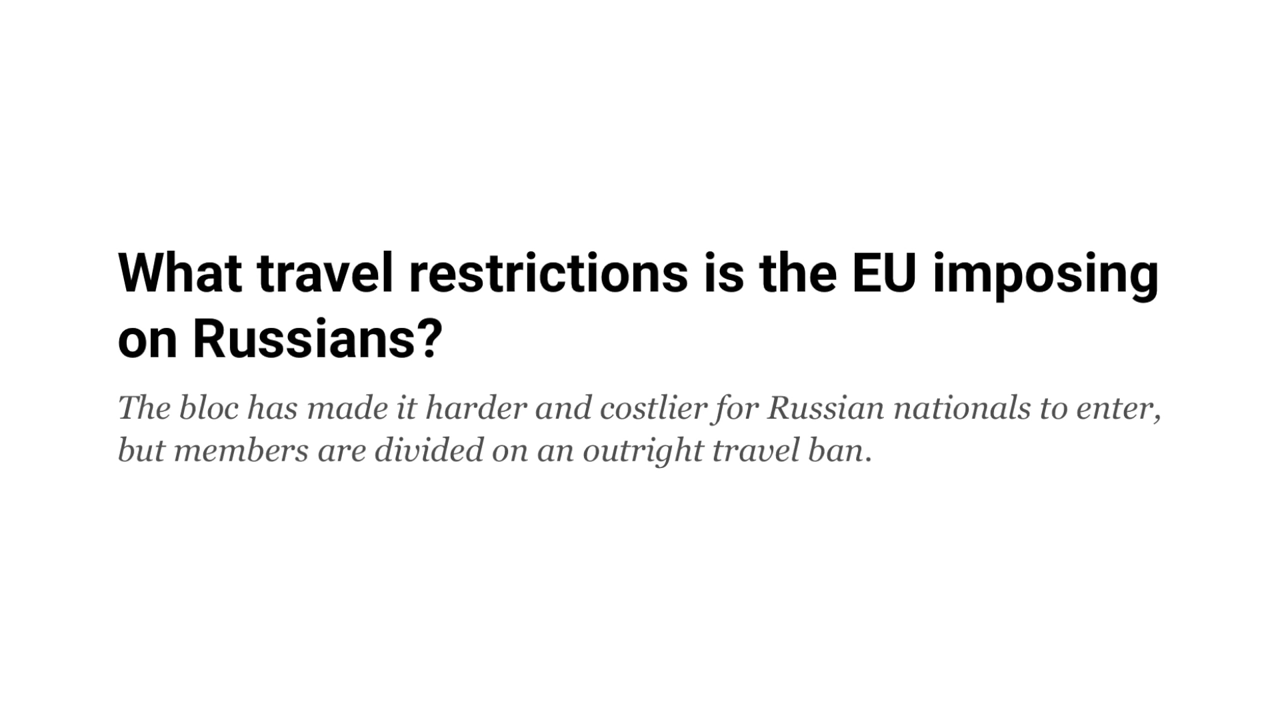 What travel restrictions is the EU imposing
on Russians?
The bloc has made it harder and costlier for Russian nationals to enter,
but members are divided on an outright travel ban.